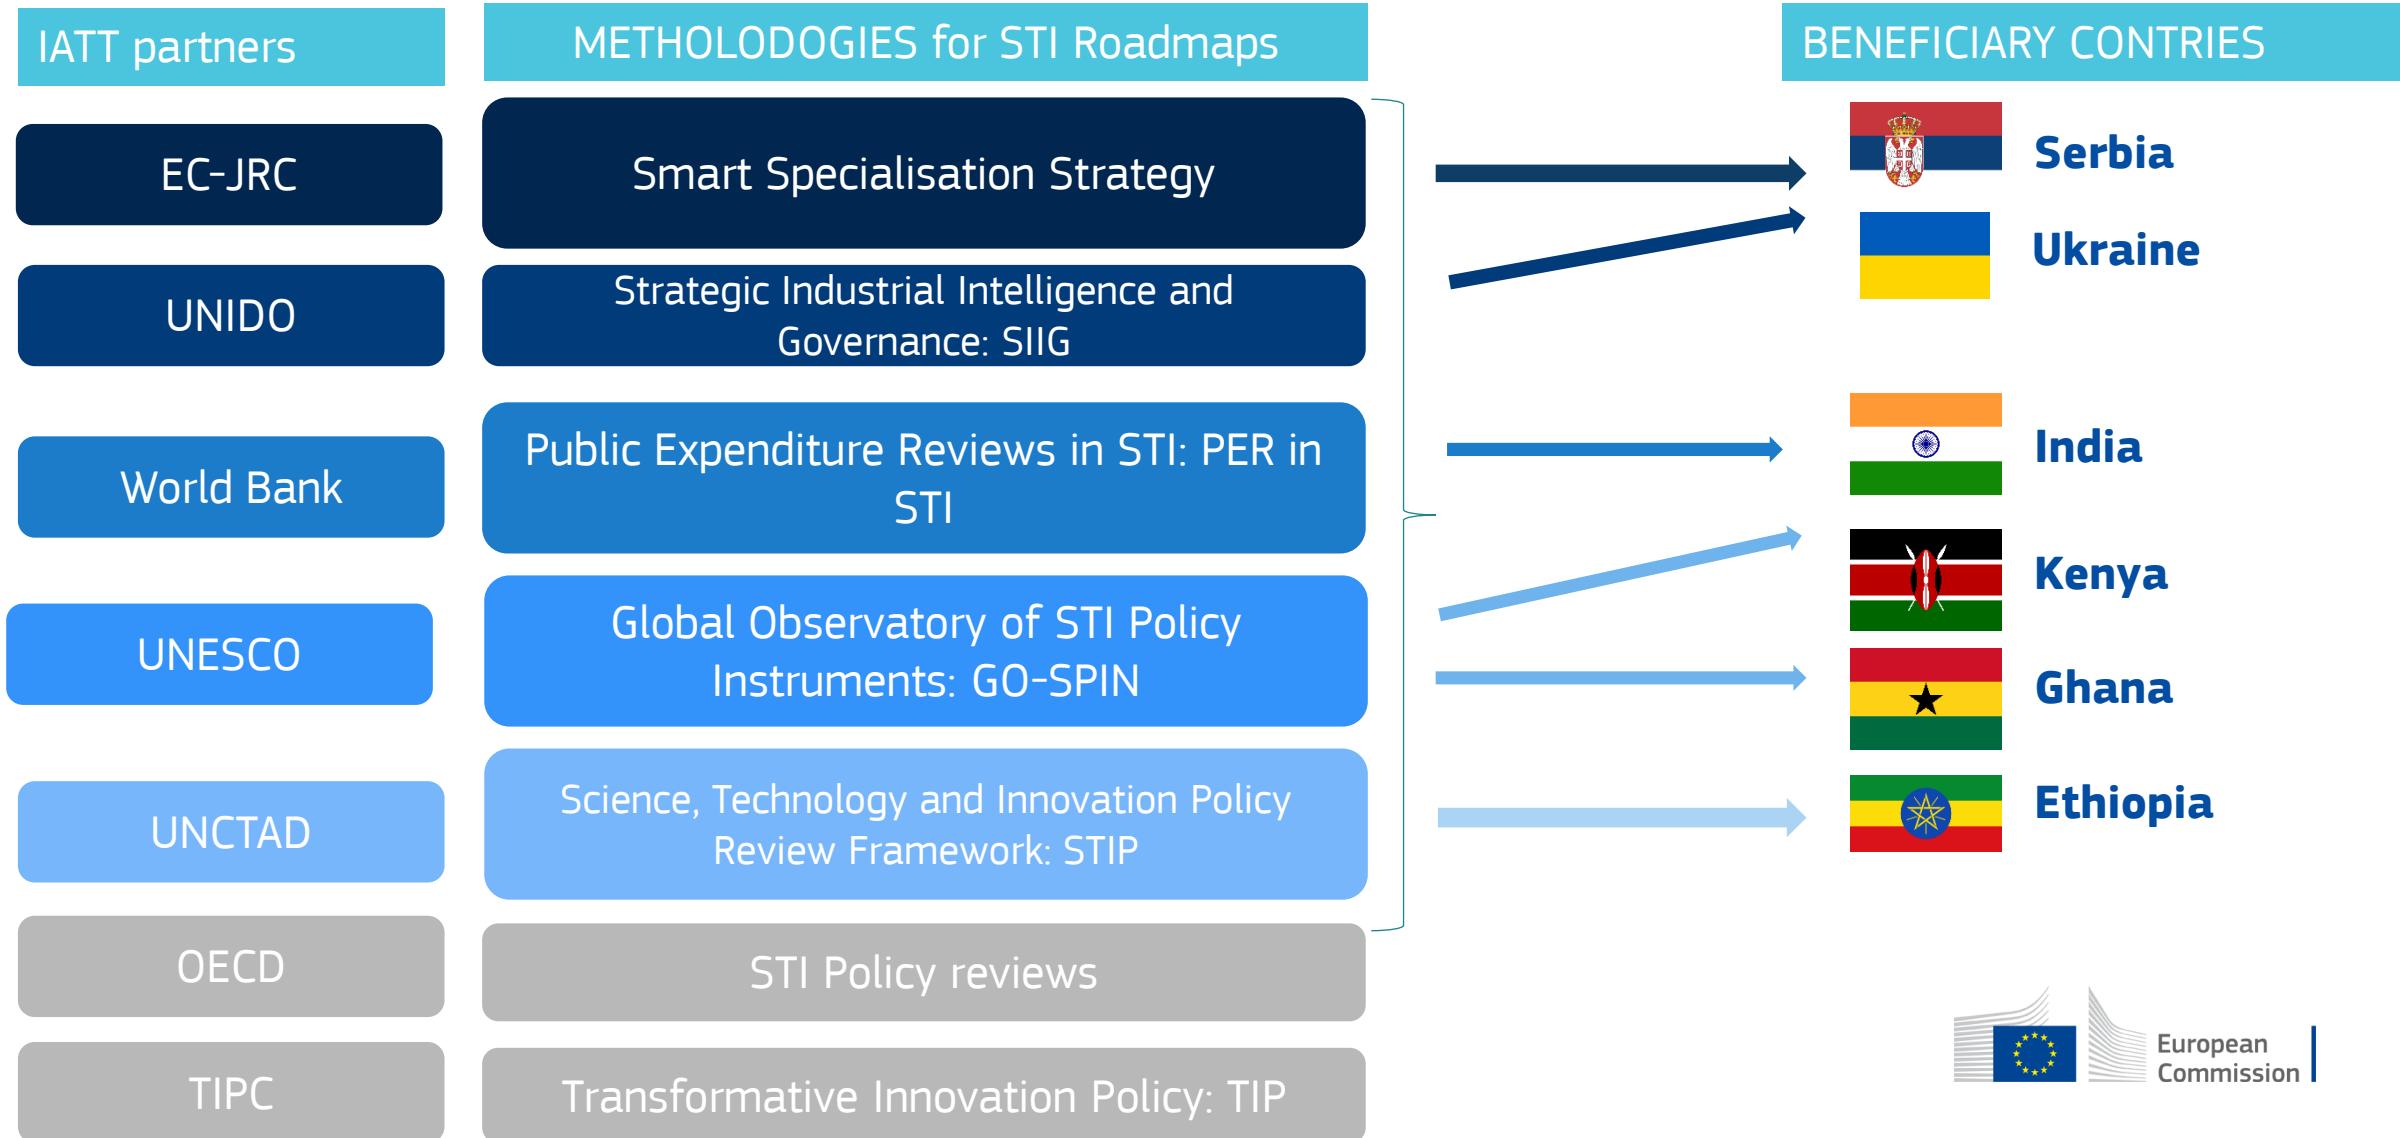 IATT partners
METHOLODOGIES for STI Roadmaps
BENEFICIARY CONTRIES
EC-JRC
Smart Specialisation Strategy
Serbia
Ukraine
UNIDO
Strategic Industrial Intelligence and
Governance: SIIG
World Bank
Public Expenditure Reviews in STI: PER in
STI
India
UNESCO
Global Observatory of STI Policy
Instruments: GO-SPIN
Kenya
Ghana
UNCTAD
Science, Technology and Innovation Policy
Review Framework: STIP
Ethiopia
OECD
STI Policy reviews
TIPC
Transformative Innovation Policy: TIP
European
Commission